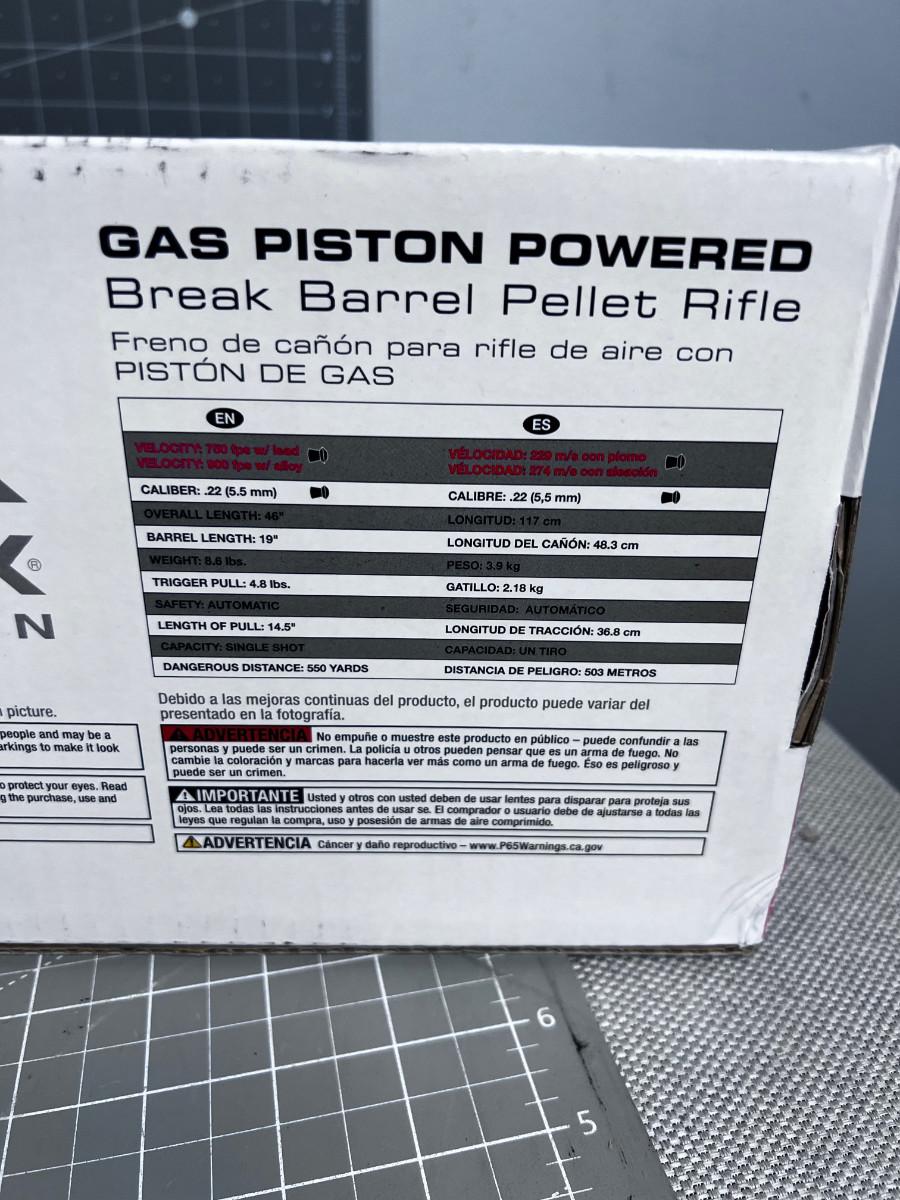 GAS PISTON POWERED
Break Barrel Pellet Rifle
Freno de cañón para rifle de aire con
PISTÓN DE GAS
EN
ES
VELOCITY: 750 fps w/ lead
VELOCITY: 900 fps w/ alloy
VÉLOCIDAD: 229 m/s con plomo
VÉLOCIDAD: 274 m/s con aleación
CALIBER: .22 (5.5 mm)
CALIBRE: .22 (5,5 mm)
OVERALL LENGTH: 46"
LONGITUD: 117 cm
BARREL LENGTH: 19"
LONGITUD DEL CAÑÓN: 48.3 cm
WEIGHT: 8.6 lbs.
PESO: 3.9 kg
TRIGGER PULL: 4.8 lbs.
GATILLO: 2.18 kg
SAFETY: AUTOMATIC
SEGURIDAD: AUTOMÁTICO
LENGTH OF PULL: 14.5"
LONGITUD DE TRACCIÓN: 36.8 cm
CAPACITY: SINGLE SHOT
CAPACIDAD: UN TIRO
DANGEROUS DISTANCE: 550 YARDS
DISTANCIA DE PELIGRO: 503 METROS
K®
N
picture.
people and may be a
arkings to make it look
o protect your eyes. Read
g the purchase, use and
Debido a las mejoras continuas del producto, el producto puede variar del
presentado en la fotografía.
ADVERTENCIA No empuñe o muestre este producto en público – puede confundir a las
personas y puede ser un crimen. La policía u otros pueden pensar que es un arma de fuego. No
cambie la coloración y marcas para hacerla ver más como un arma de fuego. Éso es peligroso y
puede ser un crimen.
IMPORTANTE Usted y otros con usted deben de usar lentes para disparar para proteja sus
ojos. Lea todas las instrucciones antes de usar se. El comprador o usuario debe de ajustarse a todas las
leyes que regulan la compra, uso y posesión de armas de aire comprimido.
ADVERTENCIA Cáncer y daño reproductivo – www.P65Warnings.ca.gov
6
5